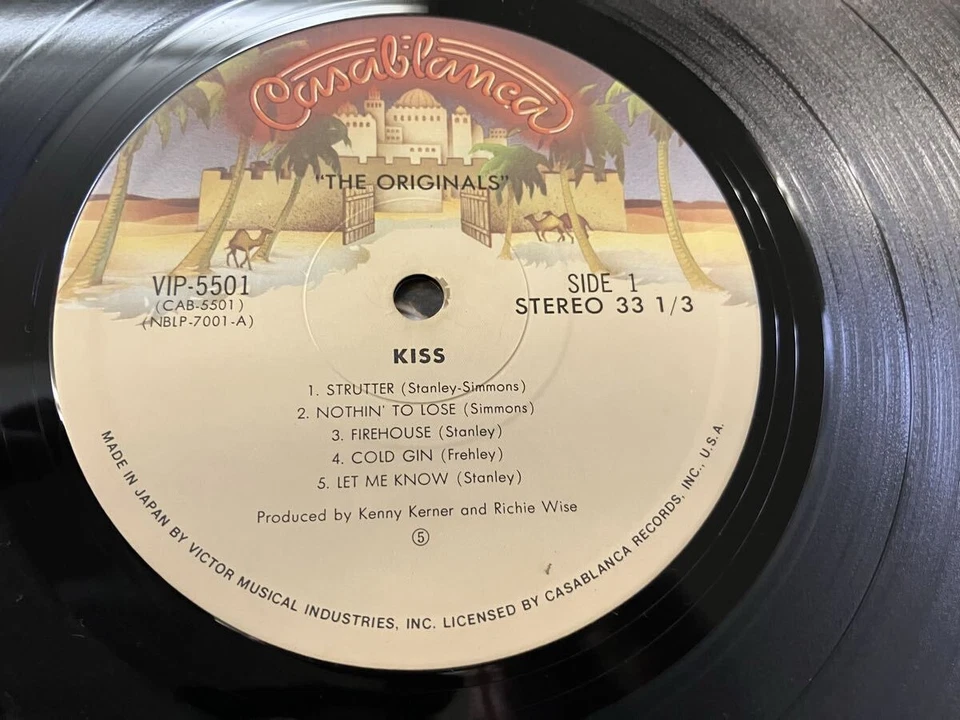 Casablanca
"THE ORIGINALS"
VIP-5501
(CAB-5501)
(NBLP-7001-A)
SIDE 1
STEREO 33 1/3
KISS
1. STRUTTER (Stanley-Simmons)
2. NOTHIN' TO LOSE (Simmons)
3. FIREHOUSE (Stanley)
4. COLD GIN (Frehley)
5. LET ME KNOW (Stanley)
Produced by Kenny Kerner and Richie Wise
⑤
MADE IN JAPAN BY VICTOR MUSICAL INDUSTRIES, INC. LICENSED BY CASABLANCA RECORDS, INC., U.S.A.